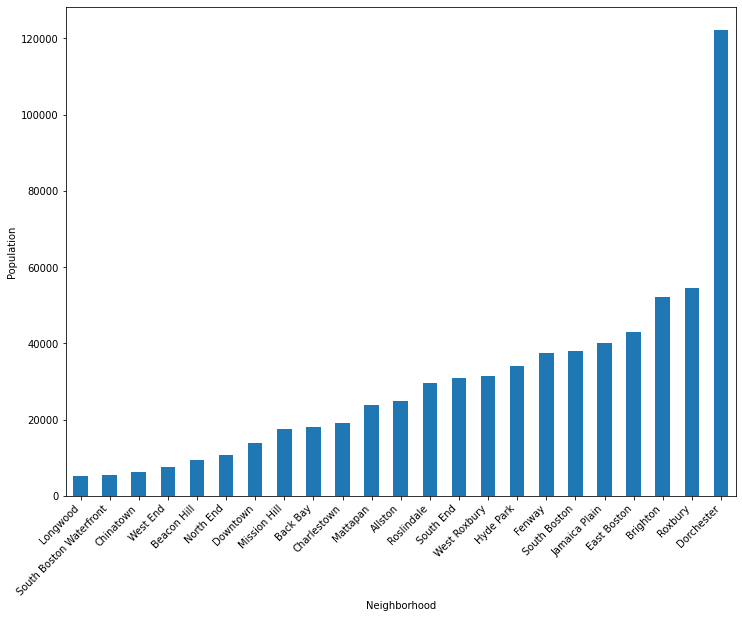 120000
100000
80000
60000
40000
20000
0
Population
Longwood
South Boston Waterfront
Chinatown
West End
Beacon Hill
North End
Downtown
Mission Hill
Back Bay
Charlestown
Mattapan
Allston
Roslindale
South End
West Roxbury
Hyde Park
Fenway
South Boston
Jamaica Plain
East Boston
Brighton
Roxbury
Dorchester
Neighborhood